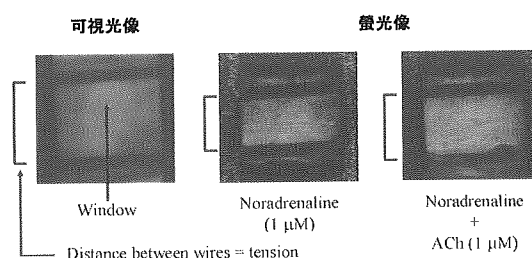 可視光像
螢光像
Window
Noradrenaline
(1 μM)
Noradrenaline
+
ACh (1 μM)
Distance between wires = tension